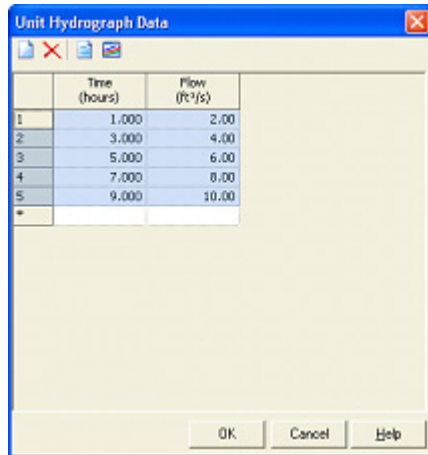 Unit Hydrograph Data
Time (hours) Flow (ft³/s)
1 1.000 2.00
2 3.000 4.00
3 5.000 6.00
4 7.000 8.00
5 9.000 10.00
*
OK Cancel Help